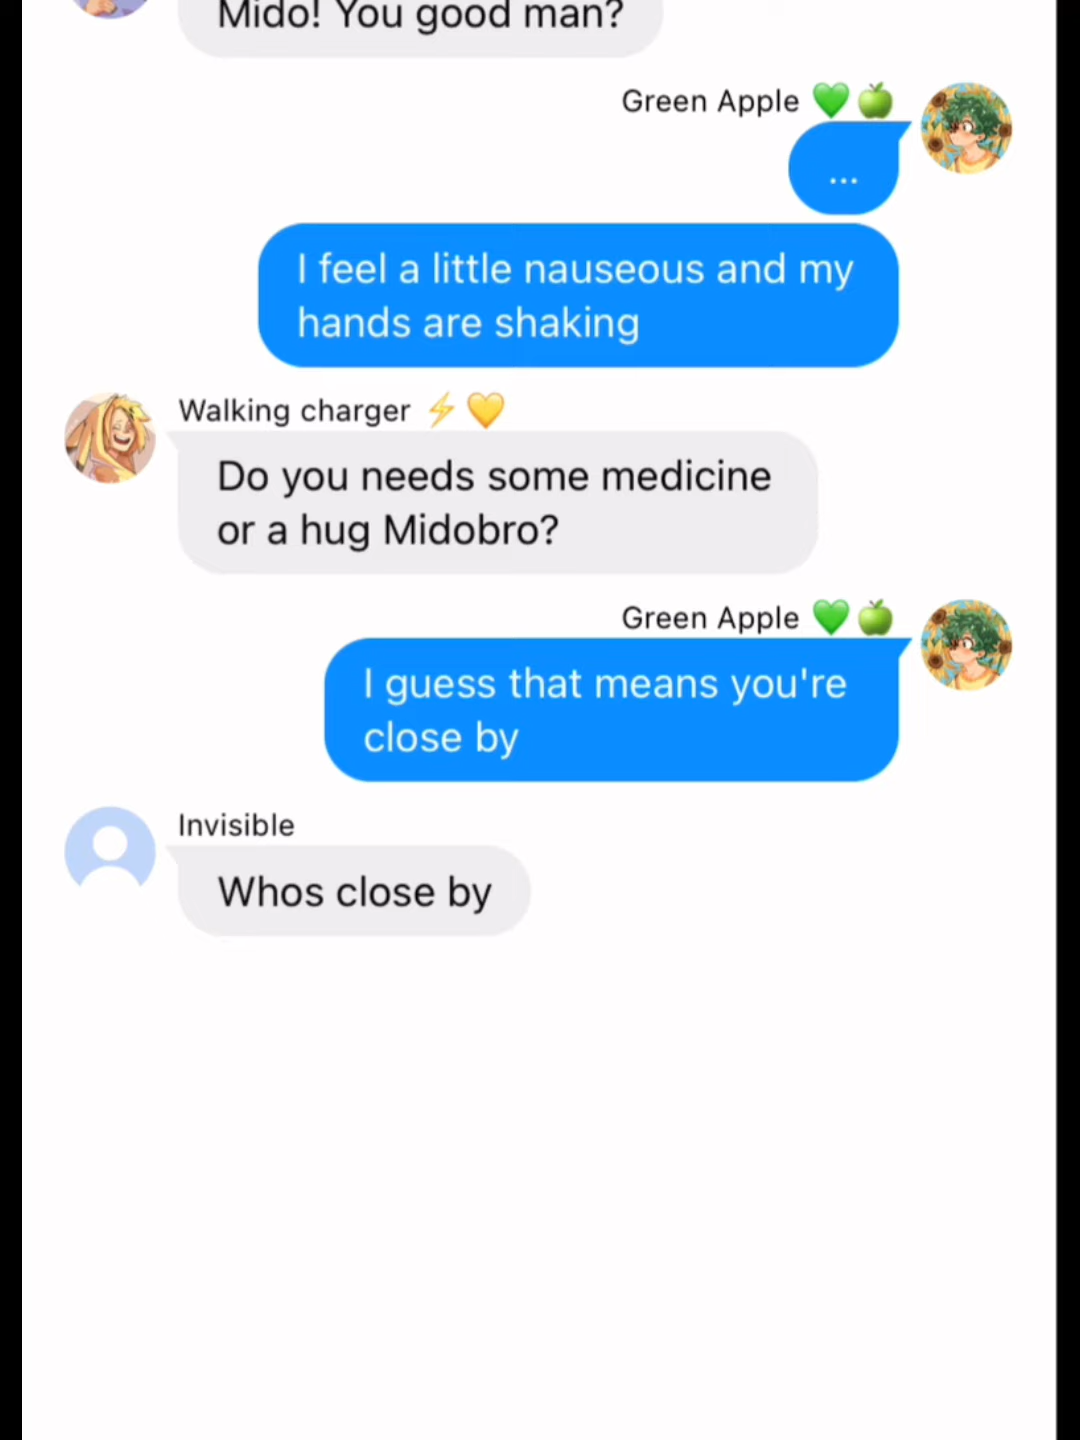 Mido! You good man?
Green Apple 💚🍏
...
I feel a little nauseous and my
hands are shaking
Walking charger ⚡💛
Do you needs some medicine
or a hug Midobro?
Green Apple 💚🍏
I guess that means you're
close by
Invisible
Whos close by